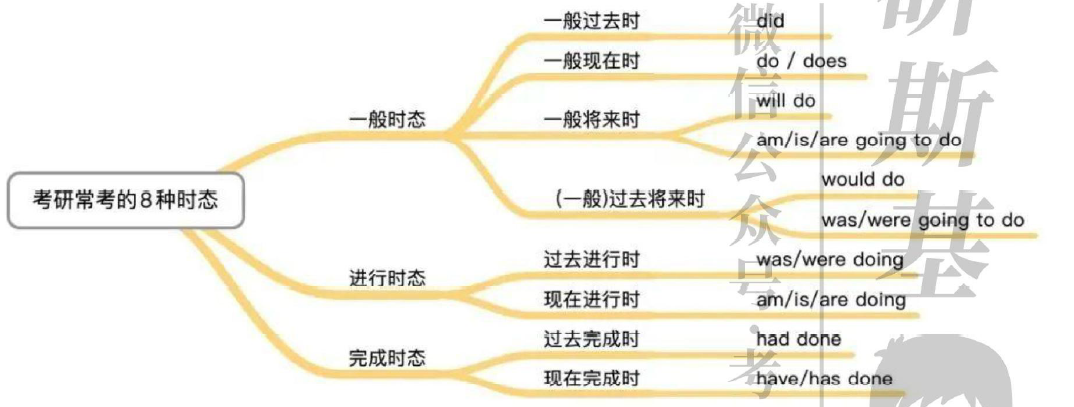 考研常考的8种时态
一般时态
一般过去时 did
一般现在时 do / does
一般将来时 will do
am/is/are going to do
(一般)过去将来时 would do
was/were going to do
进行时态
过去进行时 was/were doing
现在进行时 am/is/are doing
完成时态
过去完成时 had done
现在完成时 have/has done
微信公众号·考
研斯基